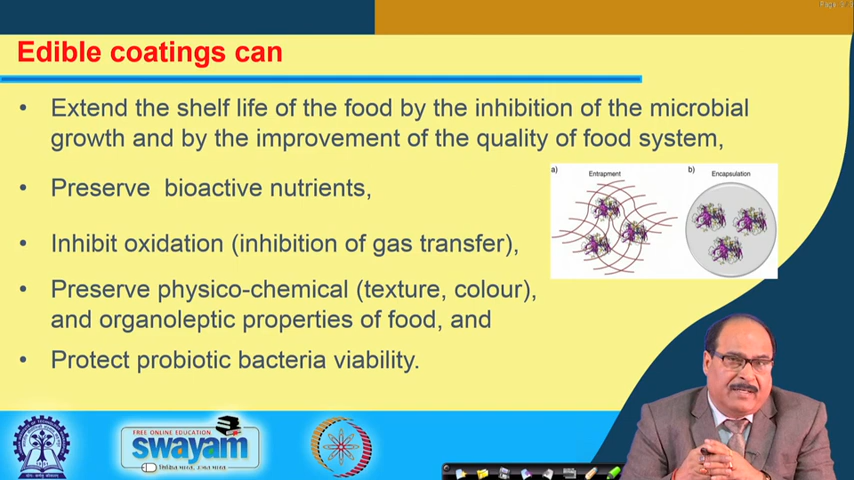 Edible coatings can
• Extend the shelf life of the food by the inhibition of the microbial
growth and by the improvement of the quality of food system,
• Preserve bioactive nutrients,
a) Entrapment b) Encapsulation
• Inhibit oxidation (inhibition of gas transfer),
• Preserve physico-chemical (texture, colour),
and organoleptic properties of food, and
• Protect probiotic bacteria viability.
FREE ONLINE EDUCATION
swayam